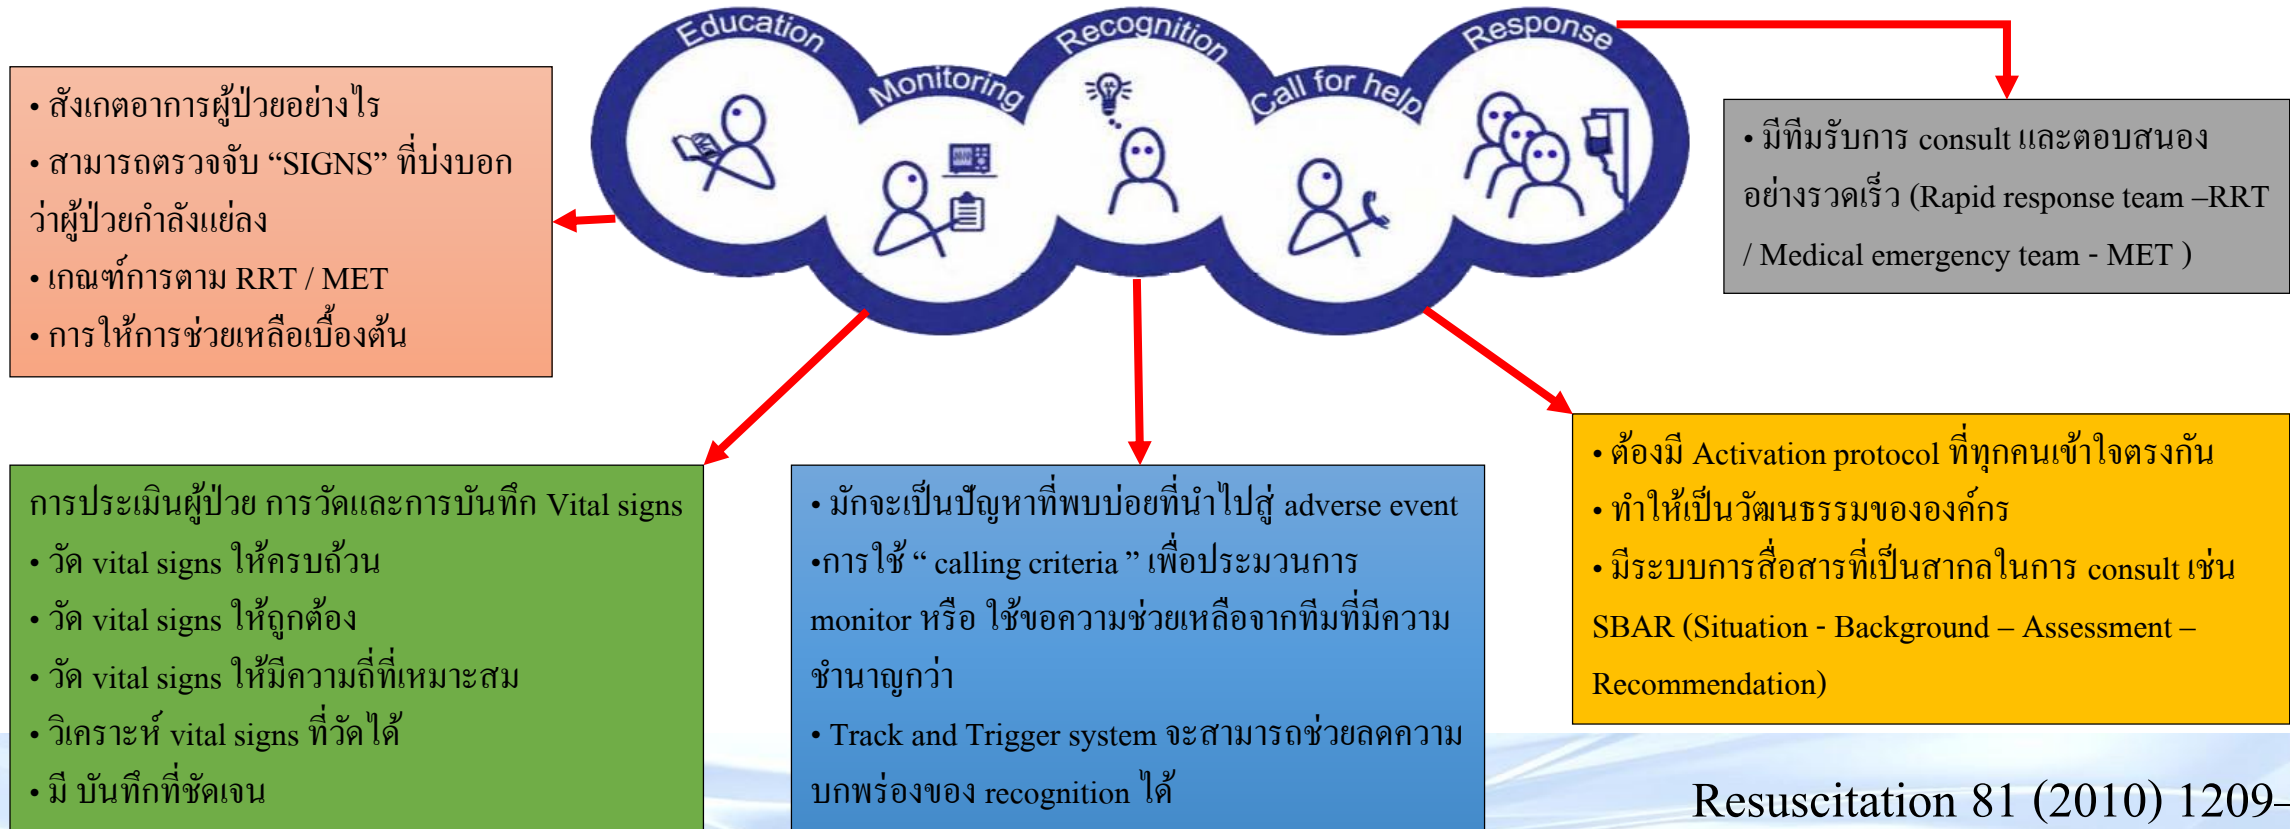 Education
Monitoring
Recognition
Call for help
Response
• สังเกตอาการผู้ป่วยอย่างไร
• สามารถตรวจจับ “SIGNS” ที่บ่งบอก
ว่าผู้ป่วยกำลังแย่ลง
• เกณฑ์การตาม RRT / MET
• การให้การช่วยเหลือเบื้องต้น
• มีทีมรับการ consult และตอบสนอง
อย่างรวดเร็ว (Rapid response team –RRT
/ Medical emergency team - MET )
การประเมินผู้ป่วย การวัดและการบันทึก Vital signs
• วัด vital signs ให้ครบถ้วน
• วัด vital signs ให้ถูกต้อง
• วัด vital signs ให้มีความถี่ที่เหมาะสม
• วิเคราะห์ vital signs ที่วัดได้
• มี บันทึกที่ชัดเจน
• มักจะเป็นปัญหาที่พบบ่อยที่นำไปสู่ adverse event
•การใช้ “ calling criteria ” เพื่อประมวนการ
monitor หรือ ใช้ขอความช่วยเหลือจากทีมที่มีความ
ชำนาญกว่า
• Track and Trigger system จะสามารถช่วยลดความ
บกพร่องของ recognition ได้
• ต้องมี Activation protocol ที่ทุกคนเข้าใจตรงกัน
• ทำให้เป็นวัฒนธรรมขององค์กร
• มีระบบการสื่อสารที่เป็นสากลในการ consult เช่น
SBAR (Situation - Background – Assessment –
Recommendation)
Resuscitation 81 (2010) 1209–